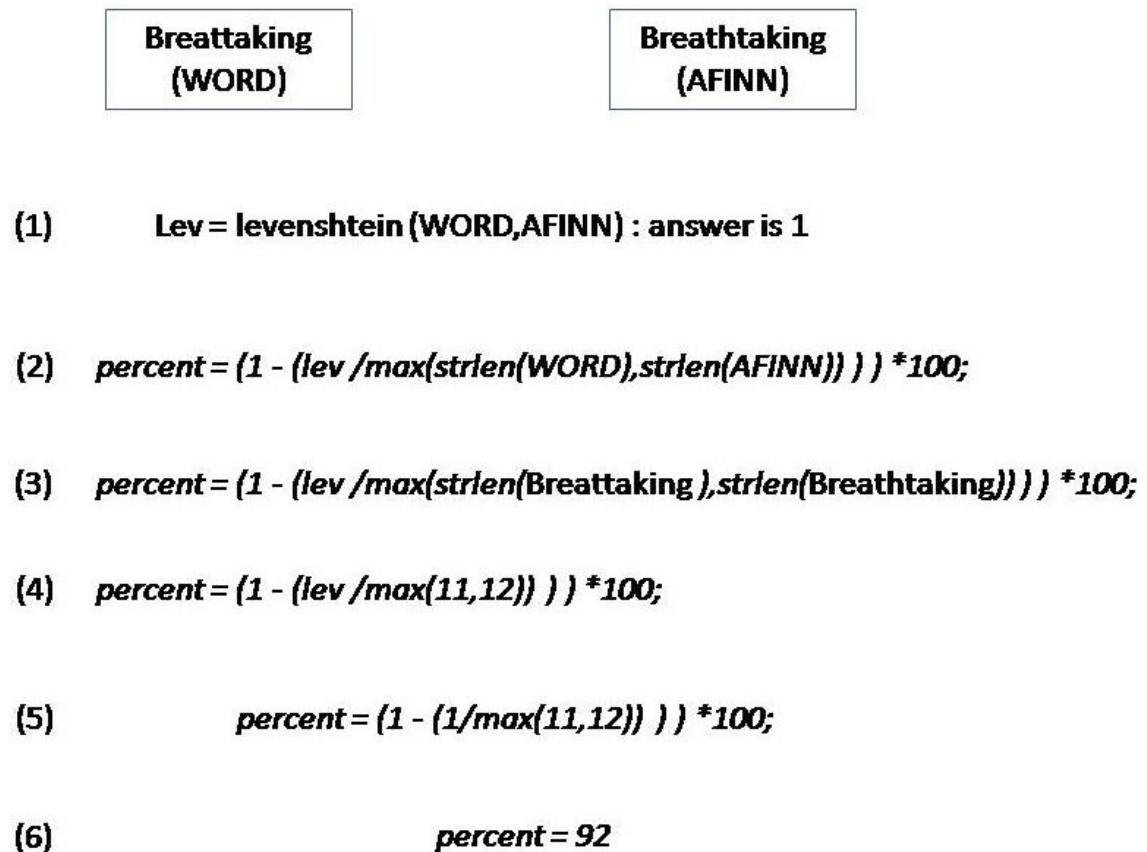 Breattaking
(WORD)
Breathtaking
(AFINN)
(1) Lev = levenshtein (WORD,AFINN) : answer is 1
(2) percent = (1 - (lev /max(strlen(WORD),strlen(AFINN)) ) ) *100;
(3) percent = (1 - (lev /max(strlen(Breattaking ),strlen(Breathtaking)) ) ) *100;
(4) percent = (1 - (lev /max(11,12)) ) ) *100;
(5) percent = (1 - (1/max(11,12)) ) ) *100;
(6) percent = 92